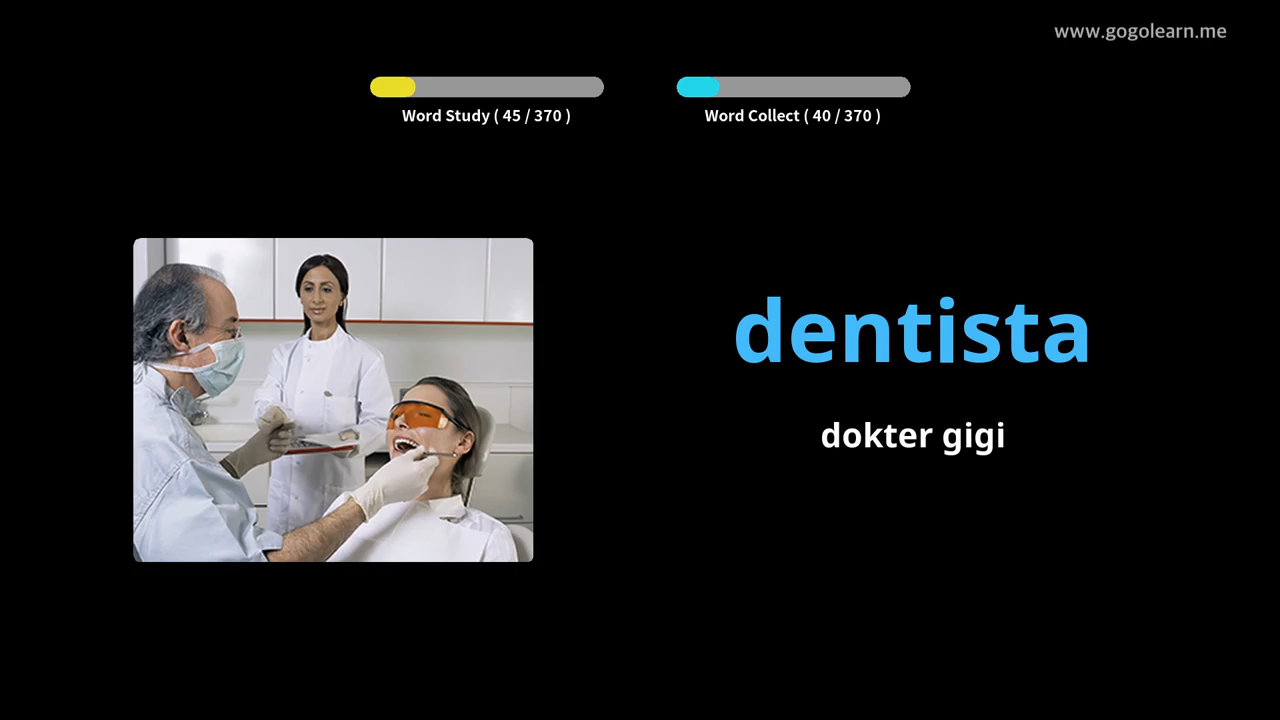 www.gogolearn.me
Word Study ( 45 / 370 )
Word Collect ( 40 / 370 )
dentista
dokter gigi